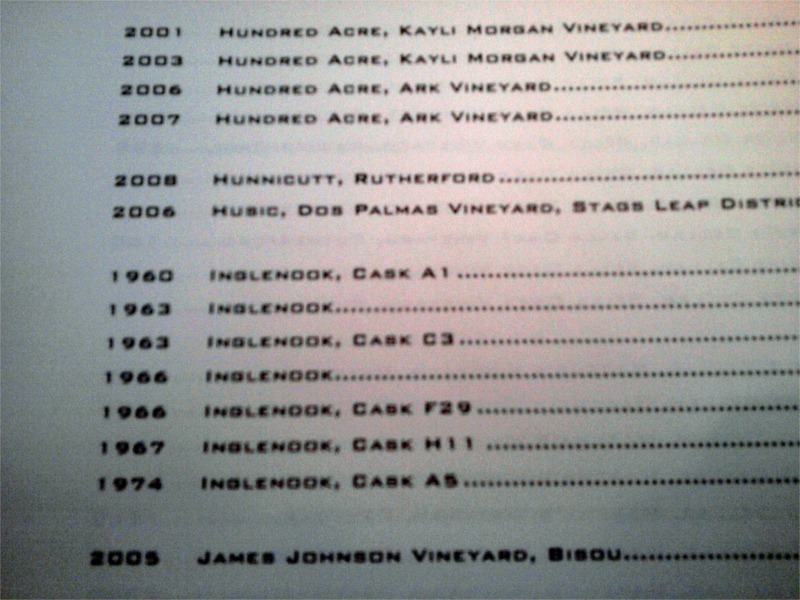 2001 HUNDRED ACRE, KAYLI MORGAN VINEYARD
2003 HUNDRED ACRE, KAYLI MORGAN VINEYARD
2006 HUNDRED ACRE, ARK VINEYARD
2007 HUNDRED ACRE, ARK VINEYARD
2008 HUNNICUTT, RUTHERFORD
2006 HUSIC, DOS PALMAS VINEYARD, STAGS LEAP DISTRIC
1960 INGLENOOK, CASK A1
1963 INGLENOOK
1963 INGLENOOK, CASK C3
1966 INGLENOOK
1966 INGLENOOK, CASK F29
1967 INGLENOOK, CASK H11
1974 INGLENOOK, CASK A5
2005 JAMES JOHNSON VINEYARD, BISOU